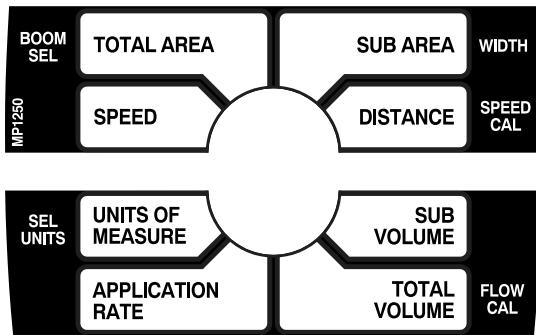 BOOM
SEL
TOTAL AREA
SUB AREA
WIDTH
MP1250
SPEED
DISTANCE
SPEED
CAL
SEL
UNITS
UNITS OF
MEASURE
SUB
VOLUME
APPLICATION
RATE
TOTAL
VOLUME
FLOW
CAL